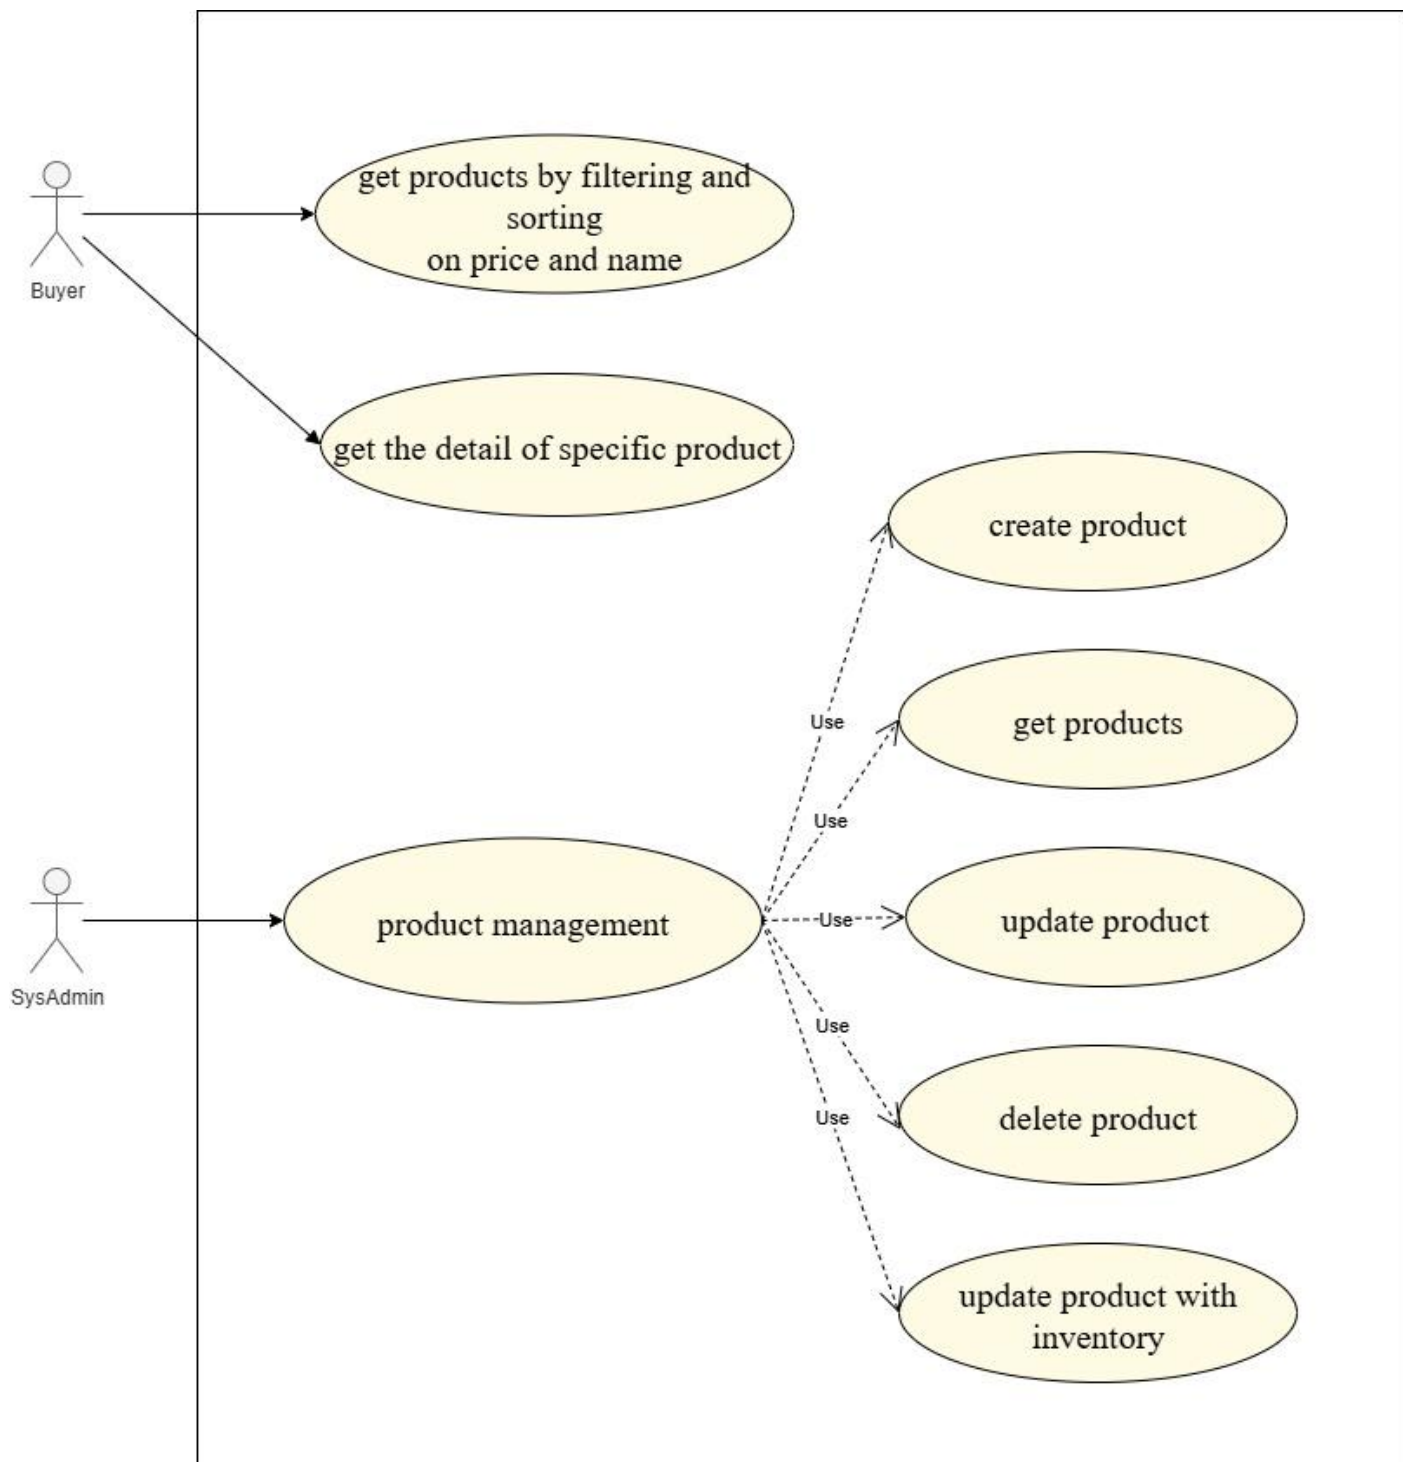 get products by filtering and
sorting
on price and name
Buyer
get the detail of specific product
create product
Use
get products
Use
product management
Use
update product
SysAdmin
Use
delete product
Use
update product with
inventory